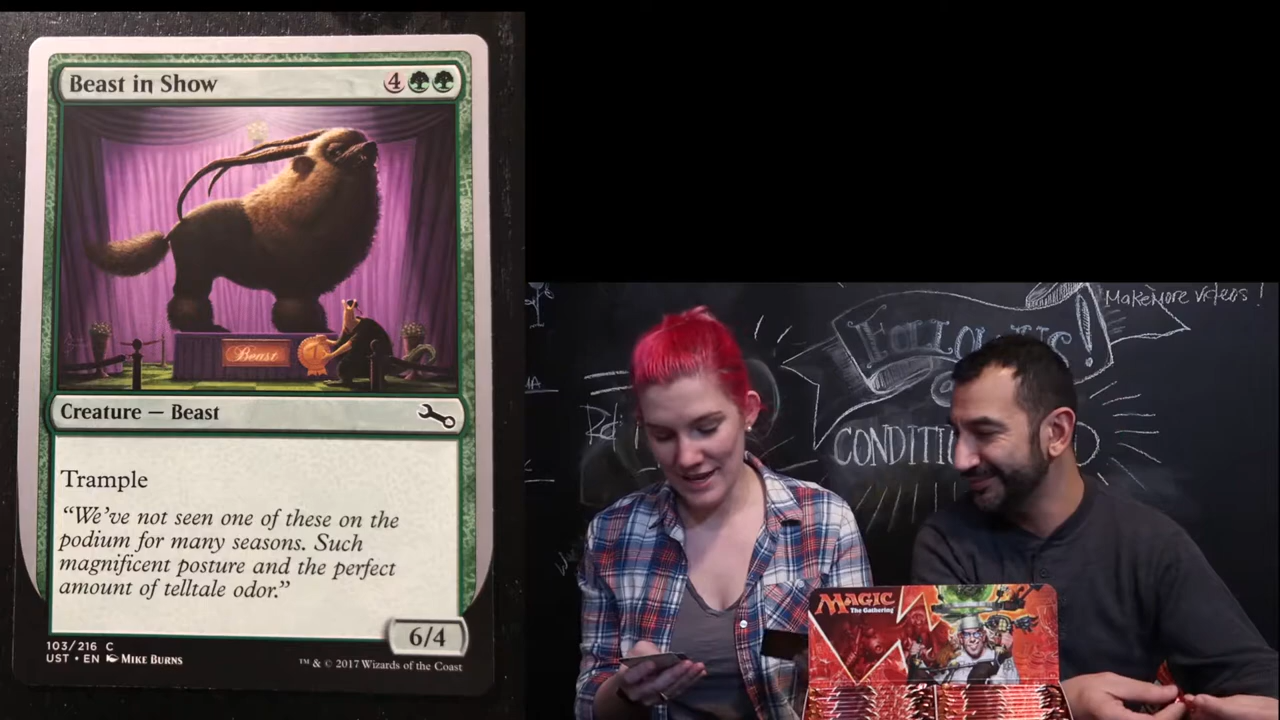 Beast in Show 4
Beast
Creature — Beast
Trample
“We’ve not seen one of these on the
podium for many seasons. Such
magnificent posture and the perfect
amount of telltale odor.”
6/4
103/216 C
UST • EN MIKE BURNS
™ & © 2017 Wizards of the Coast
MakeMore Videos !
CONDITI
MAGIC
The Gathering